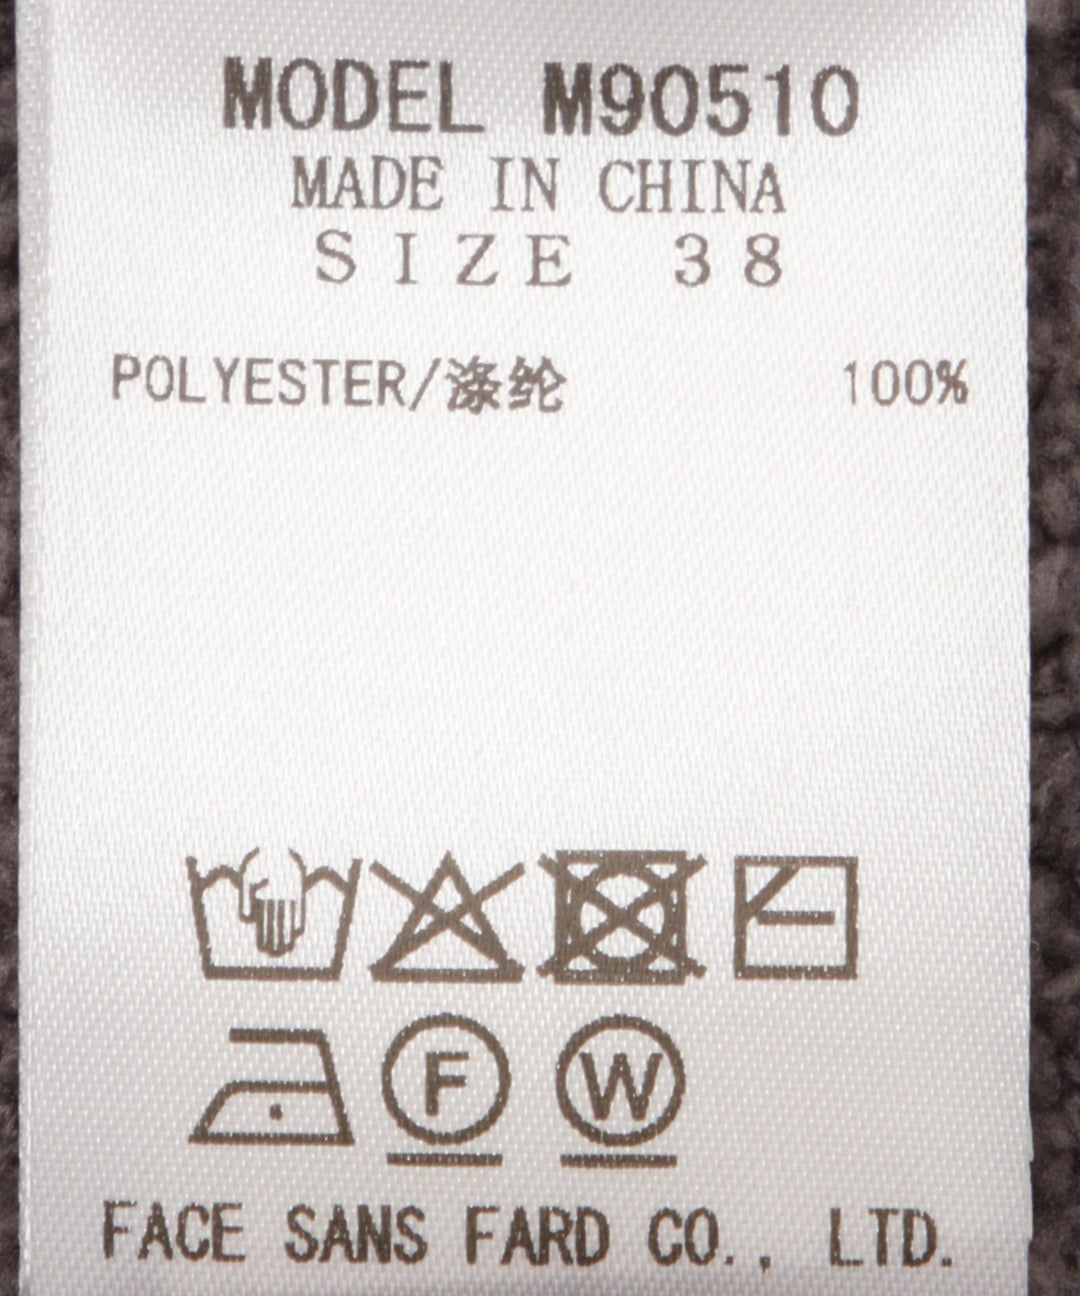 MODEL M90510
MADE IN CHINA
SIZE 38
POLYESTER/涤纶 100%
F W
FACE SANS FARD CO., LTD.